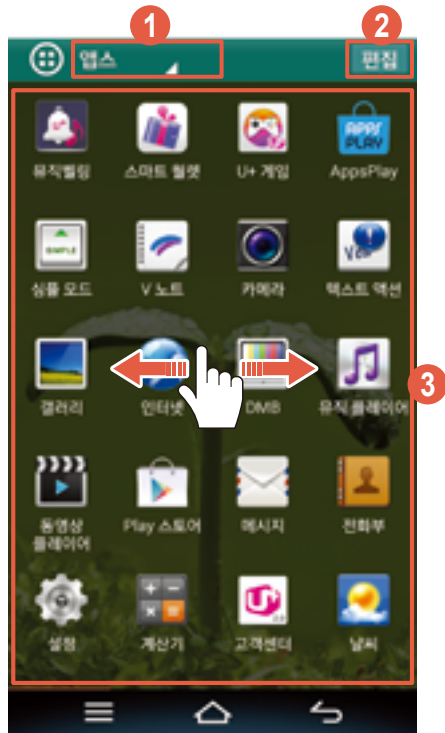 1
2
앱스
편집
뮤직벨링
스마트 월렛
U+ 게임
AppsPlay
심플 모드
V 노트
카메라
텍스트 액션
갤러리
인터넷
DMB
뮤직 플레이어
3
동영상
플레이어
Play 스토어
메시지
전화부
설정
계산기
고객센터
날씨